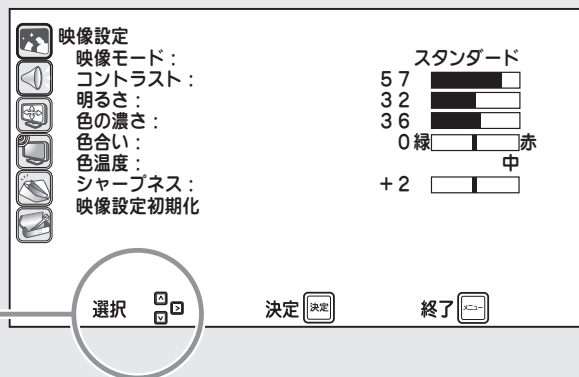 映像設定
映像モード： スタンダード
コントラスト： 57
明るさ： 32
色の濃さ： 36
色合い： 0 緑 赤
色温度： 中
シャープネス： +2
映像設定初期化
選択 決定 決定 終了 メニュー